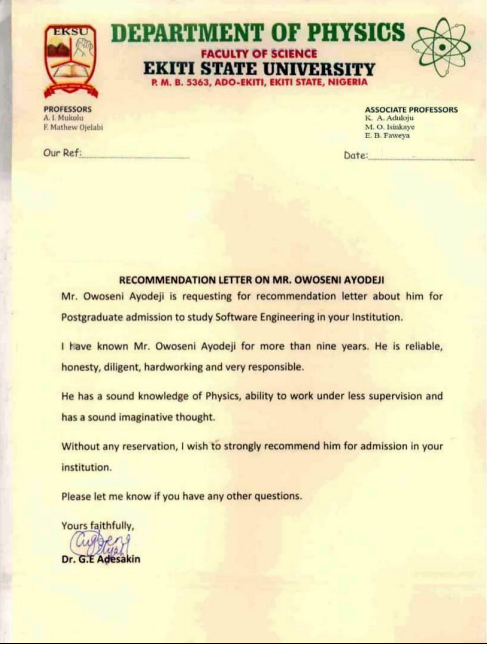 EKSU
DEPARTMENT OF PHYSICS
FACULTY OF SCIENCE
EKITI STATE UNIVERSITY
P. M. B. 5363, ADO-EKITI, EKITI STATE, NIGERIA
PROFESSORS
A. I. Mukolu
F. Mathew Ojelabi
ASSOCIATE PROFESSORS
K. A. Aduloju
M. O. Isinkaye
E. B. Faweya
Our Ref:
Date:
RECOMMENDATION LETTER ON MR. OWOSENI AYODEJI
Mr. Owoseni Ayodeji is requesting for recommendation letter about him for
Postgraduate admission to study Software Engineering in your Institution.
I have known Mr. Owoseni Ayodeji for more than nine years. He is reliable,
honesty, diligent, hardworking and very responsible.
He has a sound knowledge of Physics, ability to work under less supervision and
has a sound imaginative thought.
Without any reservation, I wish to strongly recommend him for admission in your
institution.
Please let me know if you have any other questions.
Yours faithfully,
Dr. G.E Adesakin